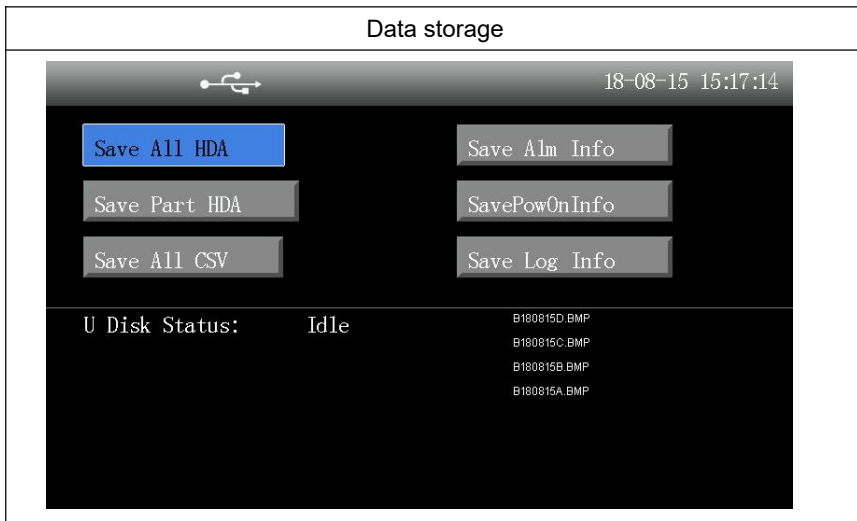 Data storage
18-08-15 15:17:14
Save All HDA
Save Alm Info
Save Part HDA
SavePowOnInfo
Save All CSV
Save Log Info
U Disk Status: Idle
B180815D.BMP
B180815C.BMP
B180815B.BMP
B180815A.BMP